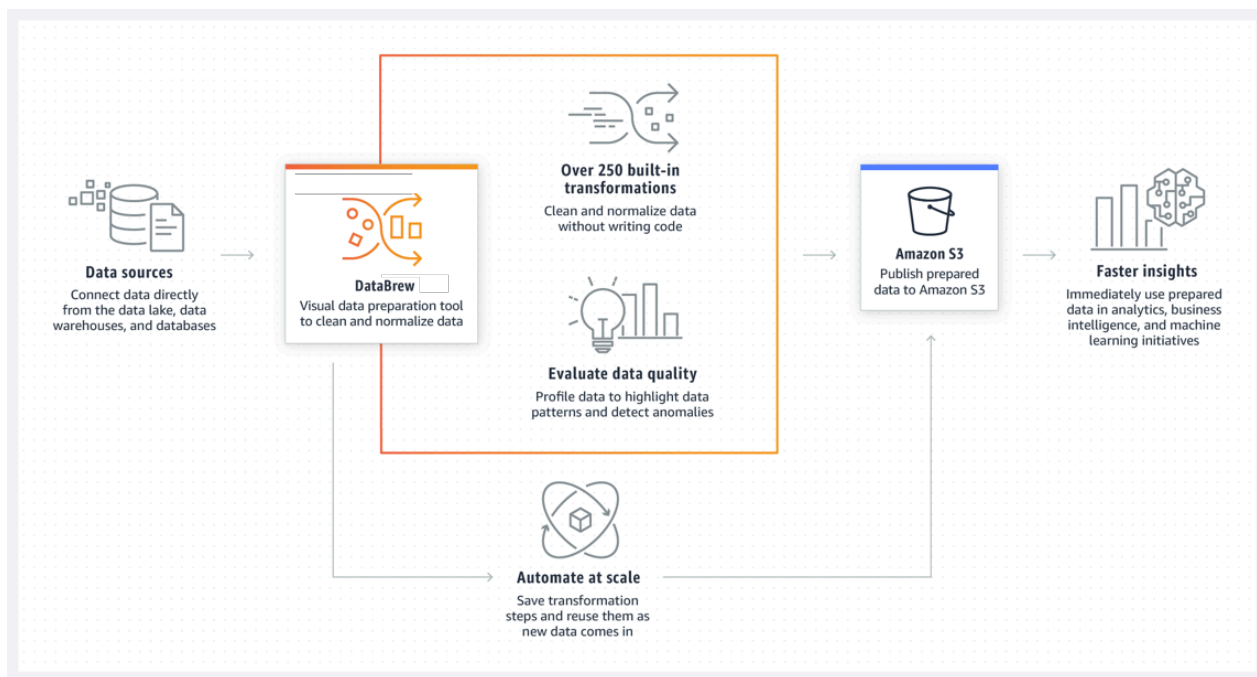 Data sources
Connect data directly
from the data lake, data
warehouses, and databases
DataBrew
Visual data preparation tool
to clean and normalize data
Over 250 built-in
transformations
Clean and normalize data
without writing code
Evaluate data quality
Profile data to highlight data
patterns and detect anomalies
Automate at scale
Save transformation
steps and reuse them as
new data comes in
Amazon S3
Publish prepared
data to Amazon S3
Faster insights
Immediately use prepared
data in analytics, business
intelligence, and machine
learning initiatives